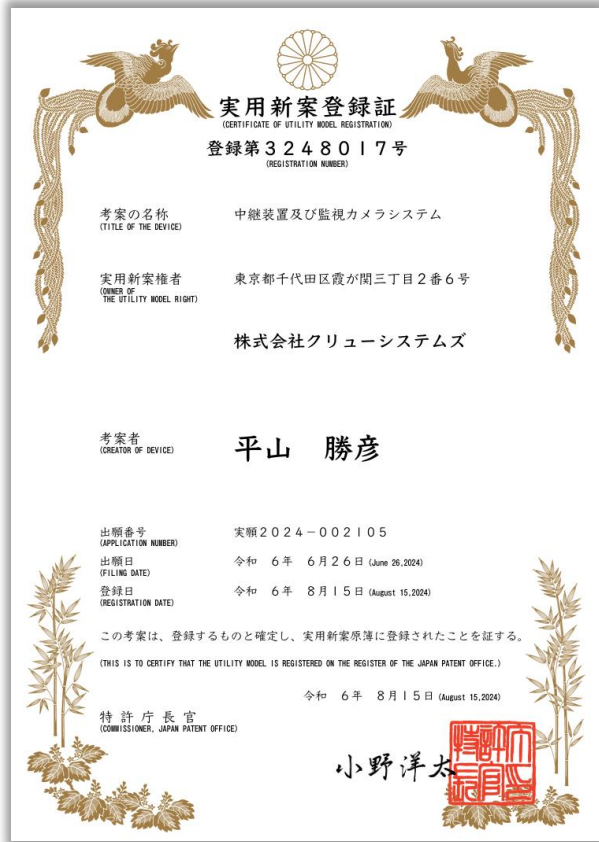 実用新案登録証
(CERTIFICATE OF UTILITY MODEL REGISTRATION)
登録第3248017号
(REGISTRATION NUMBER)
考案の名称 中継装置及び監視カメラシステム
(TITLE OF THE DEVICE)
実用新案権者 東京都千代田区霞が関三丁目2番6号
(OWNER OF
THE UTILITY MODEL RIGHT)
株式会社クリューシステムズ
考案者 平山 勝彦
(CREATOR OF DEVICE)
出願番号 実願2024-002105
(APPLICATION NUMBER)
出願日 令和 6年 6月26日(June 26,2024)
(FILING DATE)
登録日 令和 6年 8月15日(August 15,2024)
(REGISTRATION DATE)
この考案は、登録するものと確定し、実用新案原簿に登録されたことを証する。
(THIS IS TO CERTIFY THAT THE UTILITY MODEL IS REGISTERED ON THE REGISTER OF THE JAPAN PATENT OFFICE.)
令和 6年 8月15日(August 15,2024)
特許庁長官
(COMMISSIONER, JAPAN PATENT OFFICE)
小野洋太